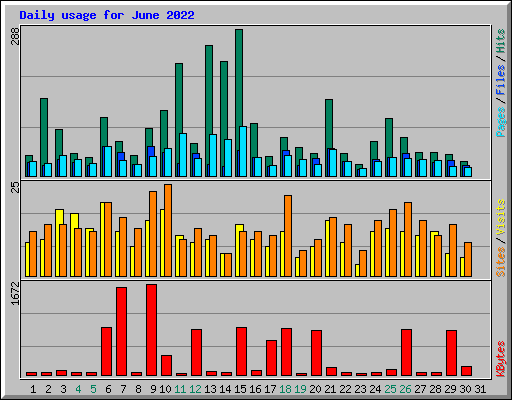 Daily usage for June 2022
288
Pages / Files / Hits
25
Sites / Visits
1672
KBytes
1 2 3 4 5 6 7 8 9 10 11 12 13 14 15 16 17 18 19 20 21 22 23 24 25 26 27 28 29 30 31